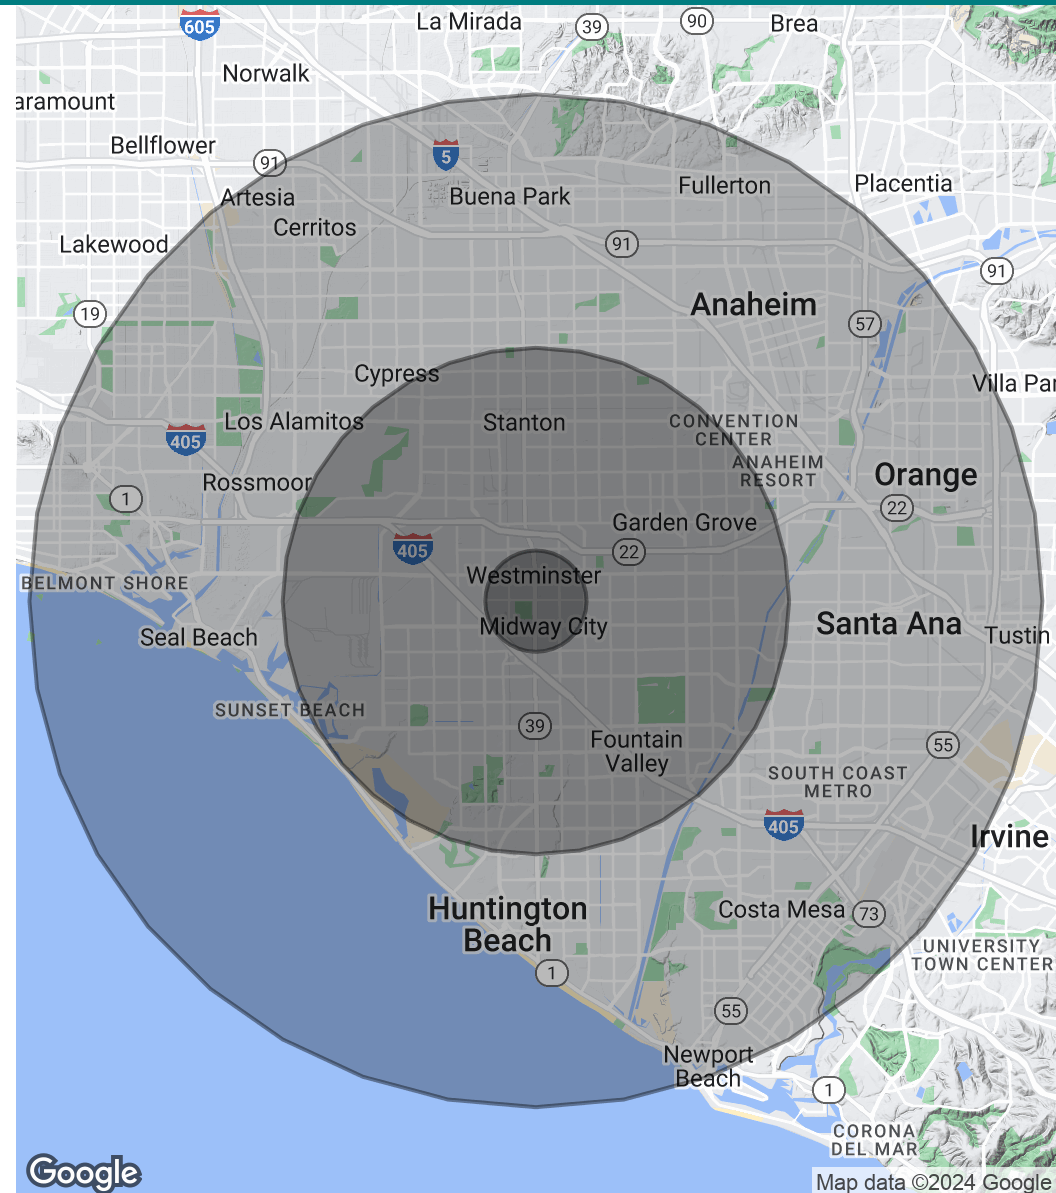 605
La Mirada
39
90
Brea
Norwalk
aramount
Bellflower
5
91
Artesia
Buena Park
Fullerton
Placentia
Cerritos
Lakewood
91
91
19
Anaheim
57
Cypress
Villa Par
Los Alamitos
Stanton
CONVENTION
CENTER
405
ANAHEIM
RESORT
Orange
Rossmoor
1
22
Garden Grove
405
22
Westminster
BELMONT SHORE
Midway City
Santa Ana
Seal Beach
Tustin
SUNSET BEACH
39
Fountain
Valley
55
SOUTH COAST
METRO
405
Irvine
Huntington
Beach
Costa Mesa
73
UNIVERSITY
TOWN CENTER
1
55
Newport
Beach
1
CORONA
DEL MAR
Google
Map data ©2024 Google